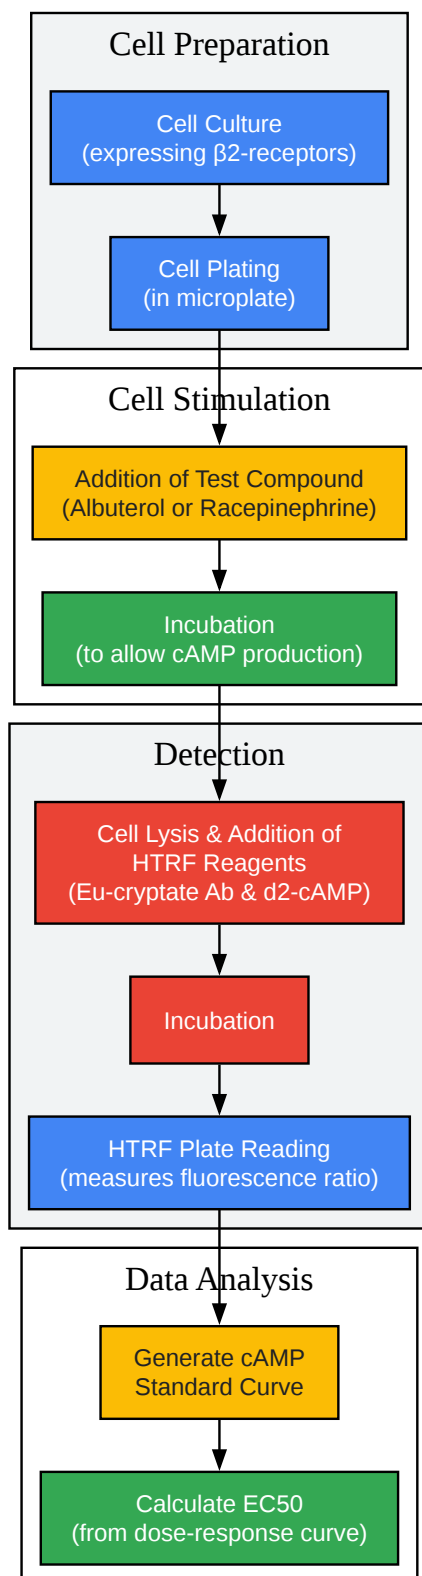 Cell Preparation
Cell Culture
(expressing β2-receptors)
Cell Plating
(in microplate)
Cell Stimulation
Addition of Test Compound
(Albuterol or Racepinephrine)
Incubation
(to allow cAMP production)
Detection
Cell Lysis & Addition of
HTRF Reagents
(Eu-cryptate Ab & d2-cAMP)
Incubation
HTRF Plate Reading
(measures fluorescence ratio)
Data Analysis
Generate cAMP
Standard Curve
Calculate EC50
(from dose-response curve)